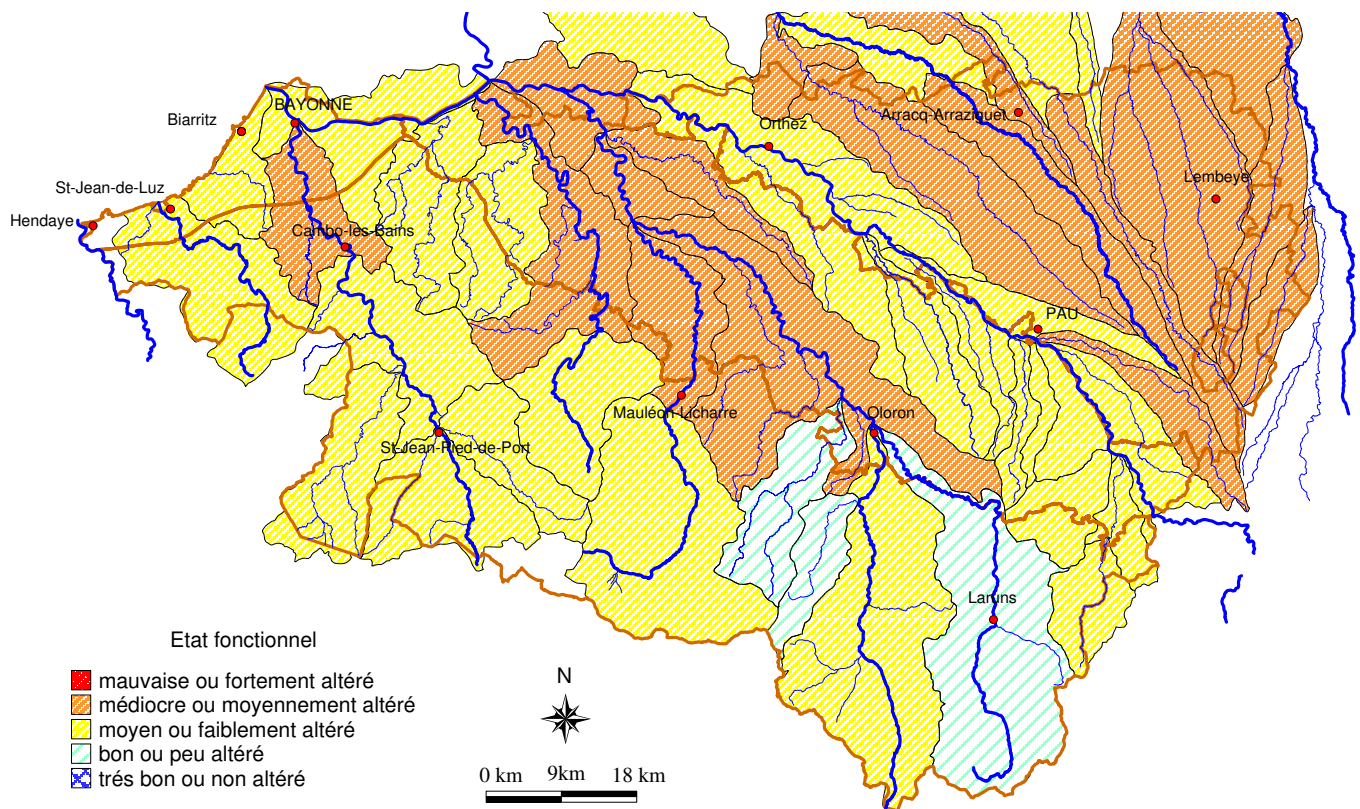 BAYONNE
Biarritz
Orthez
Arracq-Arraziguet
St-Jean-de-Luz
Lembeye
Hendaye
Cambo-les-Bains
PAU
Mauléon-Licharre
Oloron
St-Jean-Pied-de-Port
Laruns
Etat fonctionnel
mauvaise ou fortement altéré
médiocre ou moyennement altéré
moyen ou faiblement altéré
bon ou peu altéré
trés bon ou non altéré
N
0 km 9km 18 km